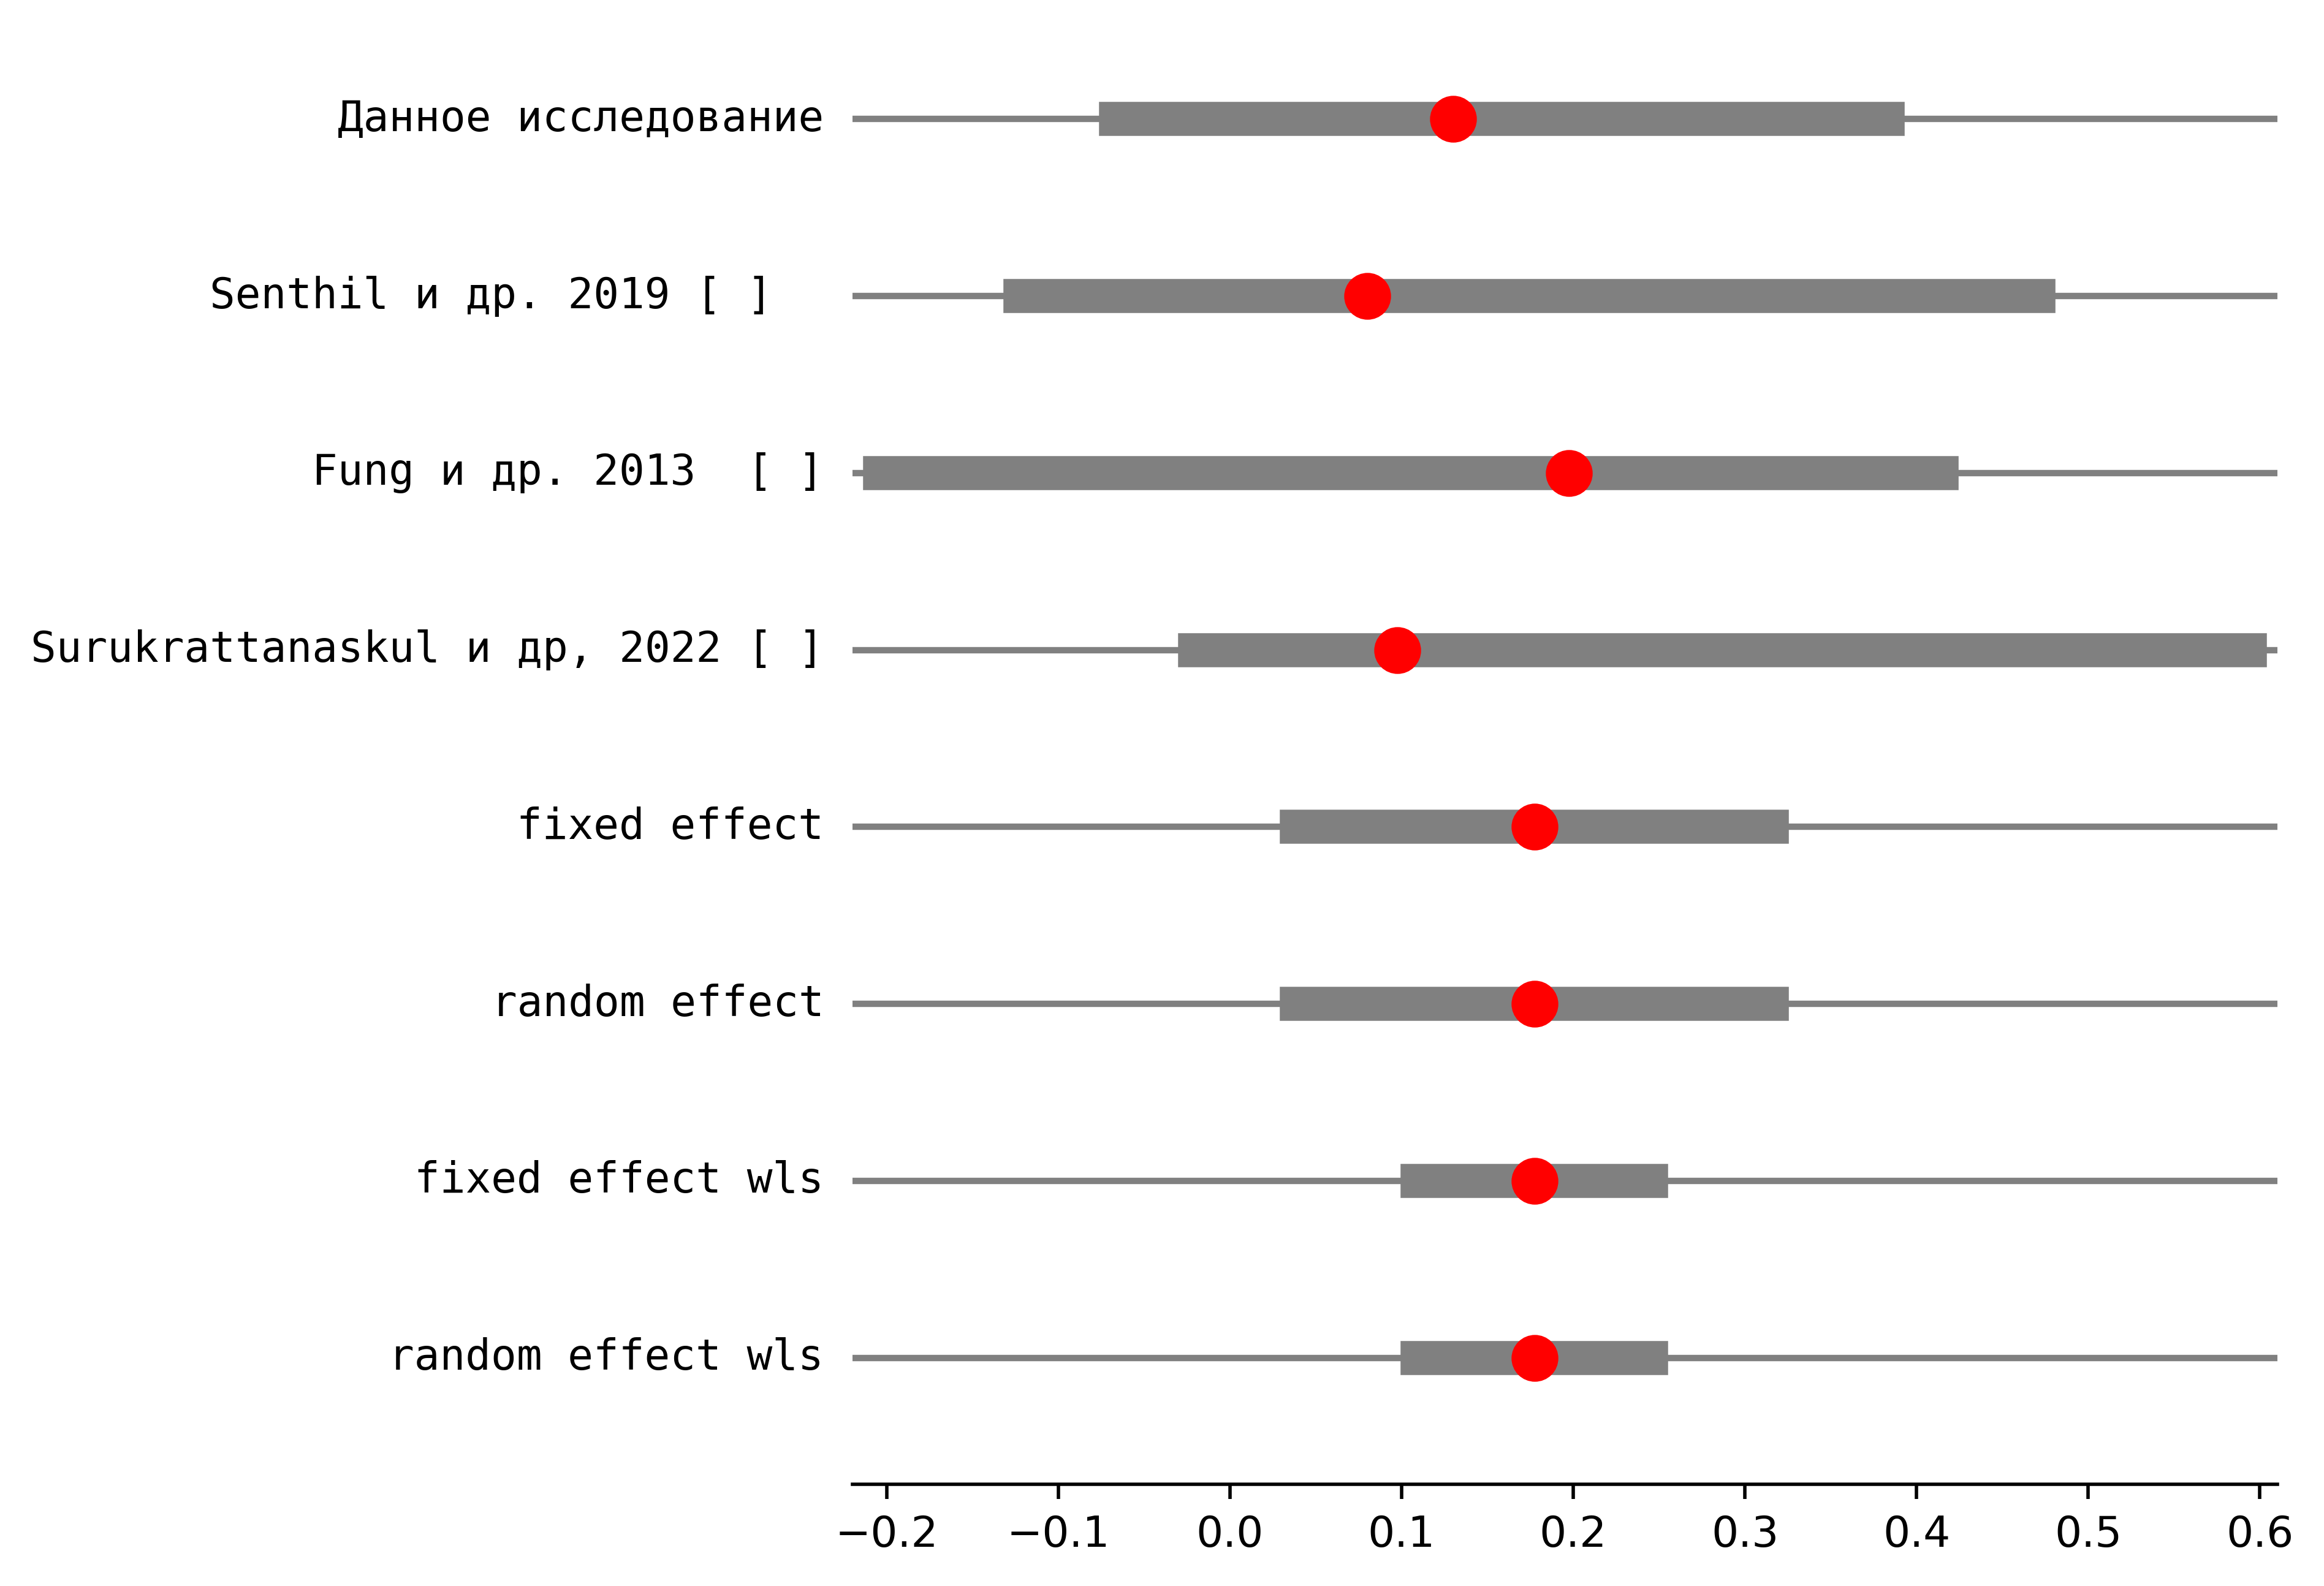 Данное исследование
Senthil и др. 2019 [ ]
Fung и др. 2013  [ ]
Surukrattanaskul и др, 2022 [ ]
fixed effect
random effect
fixed effect wls
random effect wls
−0.2 −0.1 0.0 0.1 0.2 0.3 0.4 0.5 0.6